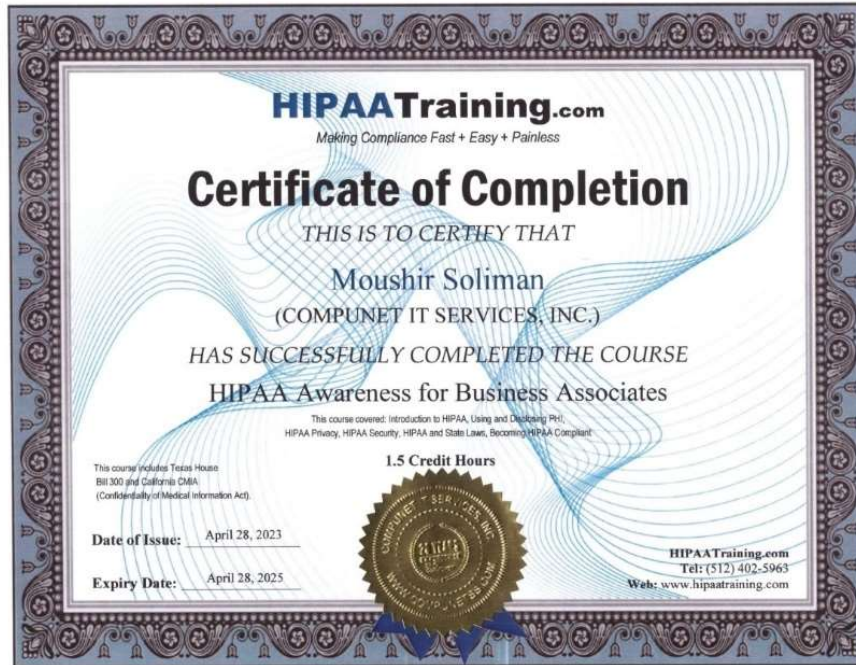 HIPAATraining.com
Making Compliance Fast + Easy + Painless
Certificate of Completion
THIS IS TO CERTIFY THAT
Moushir Soliman
(COMPUNET IT SERVICES, INC.)
HAS SUCCESSFULLY COMPLETED THE COURSE
HIPAA Awareness for Business Associates
This course covered: Introduction to HIPAA, Using and Disclosing PHI,
HIPAA Privacy, HIPAA Security, HIPAA and State Laws, Becoming HIPAA Compliant
1.5 Credit Hours
This course includes Texas House
Bill 300 and California CMIA
(Confidentiality of Medical Information Act).
Date of Issue: April 28, 2023
Expiry Date: April 28, 2025
COMPUNET IT SERVICES, INC
HIPAATraining.com
Tel: (512) 402-5963
Web: www.hipaatraining.com